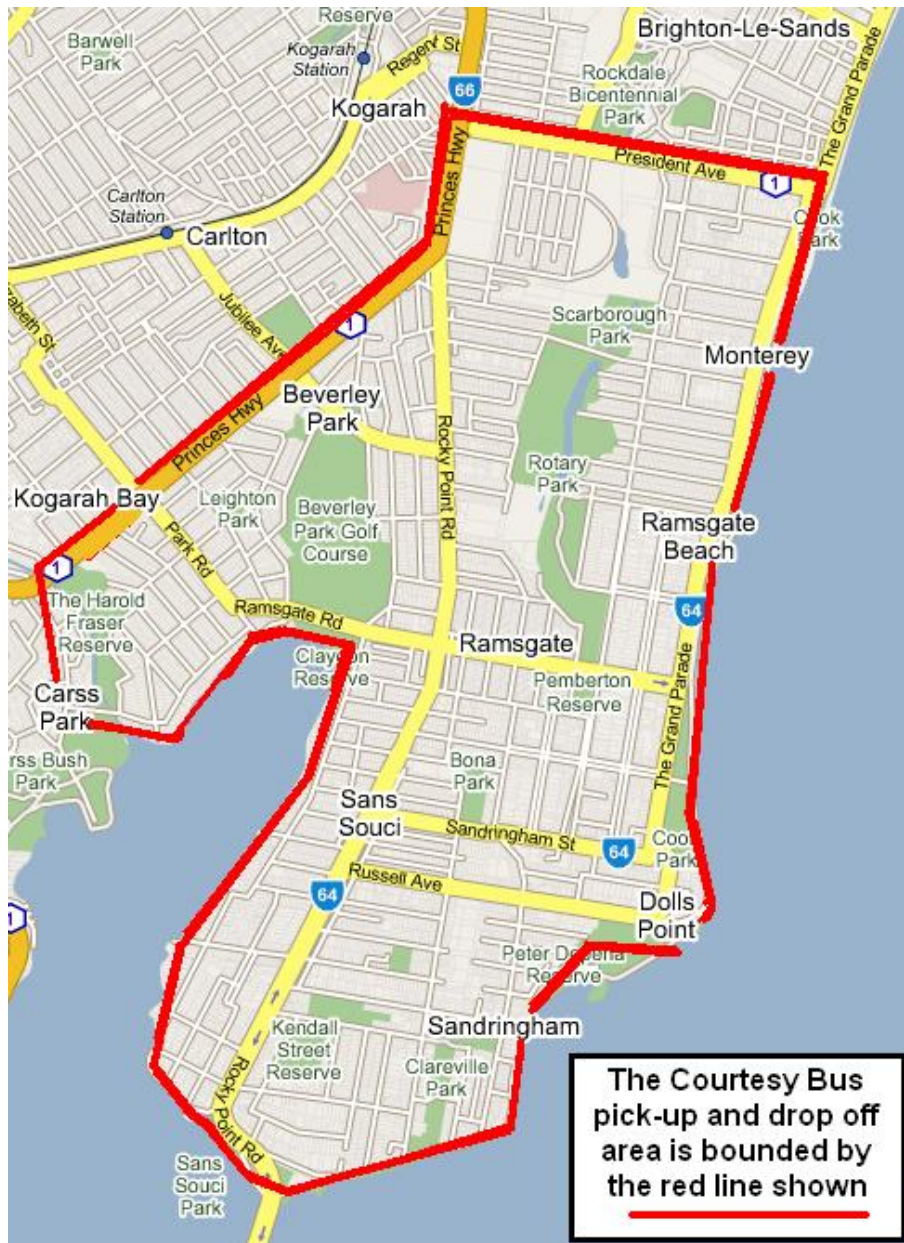 Reserve
Barwell
Park
Kogarah
Station
Regent St
Brighton-Le-Sands
The Grand Parade
66
Rockdale
Bicentennial
Park
Kogarah
President Ave
1
Princes Hwy
Carlton
Station
Carlton
Cook
Park
Scarborough
Park
Jubilee Ave
1
Monterey
Beverley
Park
Princes Hwy
Rocky Point Rd
Rotary
Park
Kogarah Bay
Leighton
Park
Beverley
Park Golf
Course
Ramsgate
Beach
Park Rd
1
The Harold
Fraser
Reserve
Ramsgate Rd
64
Ramsgate
Reserve
Pemberton
Reserve
Carss
Park
The Grand Parade
Bush
Park
Bona
Park
Sans
Souci
Sandringham St
64
Park
Russell Ave
64
Dolls
Point
1
Peter Depena
Reserve
Sandringham
Kendall
Street
Reserve
Clareville
Park
Rocky Point Rd
Sans
Souci
Park
The Courtesy Bus
pick-up and drop off
area is bounded by
the red line shown